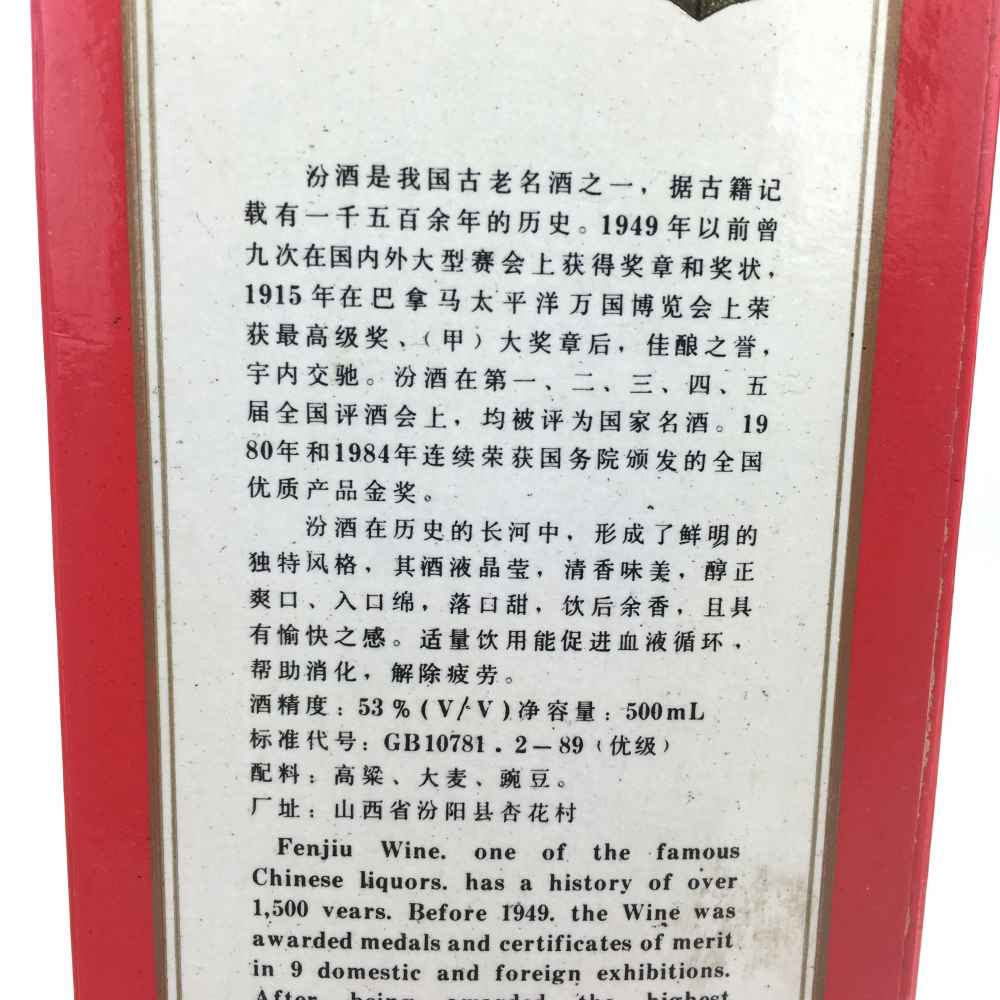 汾酒是我国古老名酒之一，据古籍记
载有一千五百余年的历史。1949年以前曾
九次在国内外大型赛会上获得奖章和奖状，
1915年在巴拿马太平洋万国博览会上荣
获最高级奖、（甲）大奖章后，佳酿之誉，
宇内交驰。汾酒在第一、二、三、四、五
届全国评酒会上，均被评为国家名酒。19
80年和1984年连续荣获国务院颁发的全国
优质产品金奖。
汾酒在历史的长河中，形成了鲜明的
独特风格，其酒液晶莹，清香味美，醇正
爽口、入口绵，落口甜，饮后余香，且具
有愉快之感。适量饮用能促进血液循环，
帮助消化，解除疲劳。
酒精度：53%(V/V)净容量：500mL
标准代号：GB10781.2—89（优级）
配料：高粱、大麦、豌豆。
厂址：山西省汾阳县杏花村
Fenjiu Wine. one of the famous
Chinese liquors. has a history of over
1,500 years. Before 1949. the Wine was
awarded medals and certificates of merit
in 9 domestic and foreign exhibitions.
After being awarded the highest